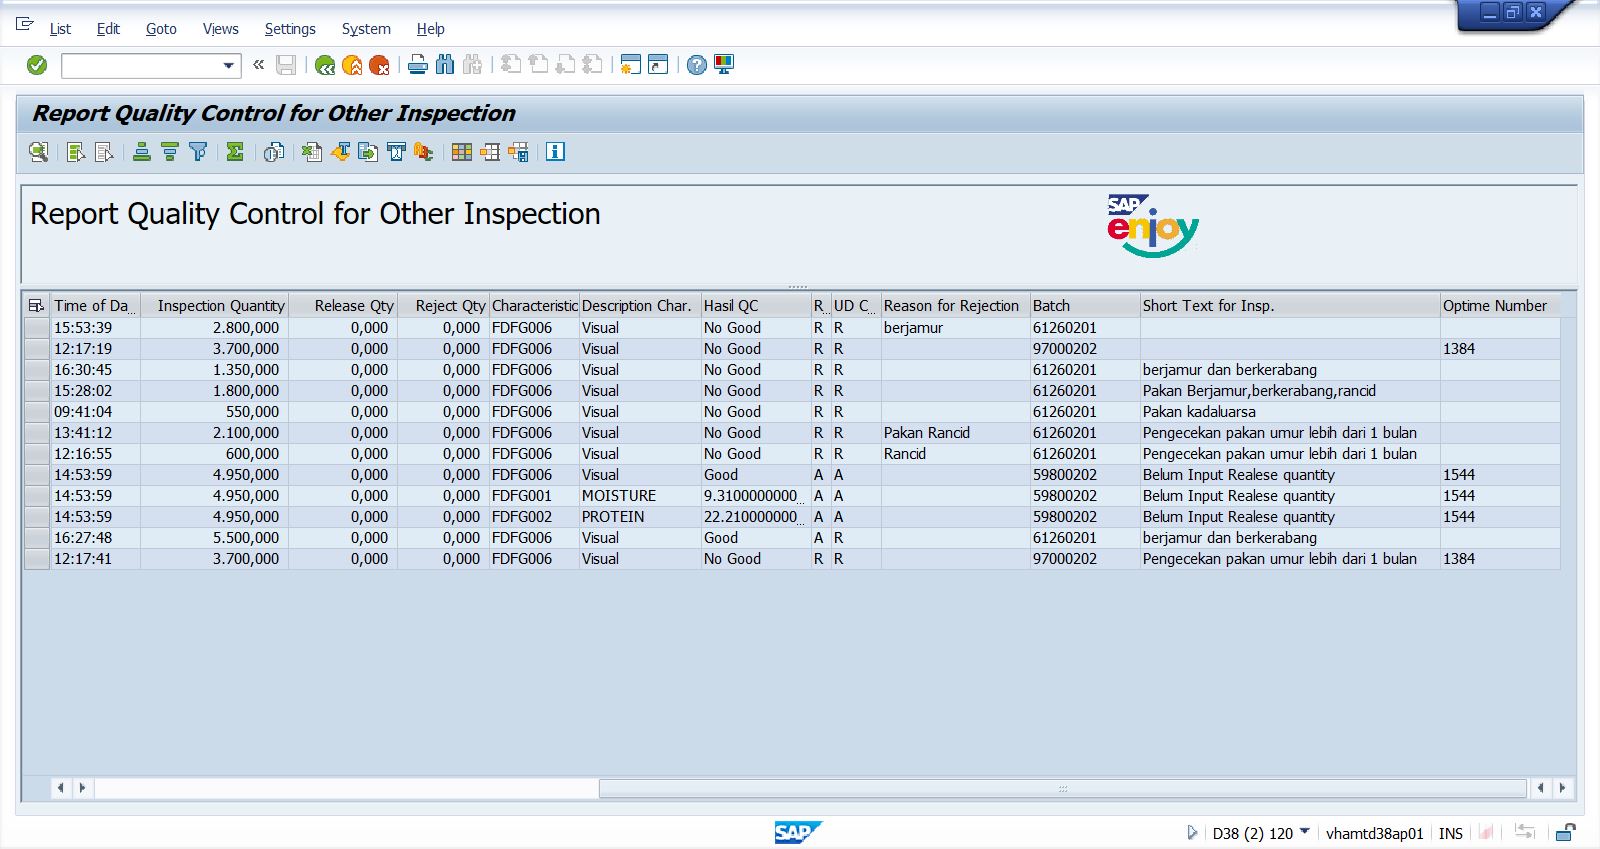 List Edit Goto Views Settings System Help
Report Quality Control for Other Inspection
Report Quality Control for Other Inspection
SAP
enjoy
Time of Da... Inspection Quantity Release Qty Reject Qty Characteristic Description Char. Hasil QC R... UD C... Reason for Rejection Batch Short Text for Insp. Optime Number
15:53:39 2.800,000 0,000 0,000 FDFG006 Visual No Good R R berjamur 61260201
12:17:19 3.700,000 0,000 0,000 FDFG006 Visual No Good R R 97000202 1384
16:30:45 1.350,000 0,000 0,000 FDFG006 Visual No Good R R 61260201 berjamur dan berkerabang
15:28:02 1.800,000 0,000 0,000 FDFG006 Visual No Good R R 61260201 Pakan Berjamur,berkerabang,rancid
09:41:04 550,000 0,000 0,000 FDFG006 Visual No Good R R 61260201 Pakan kadaluarsa
13:41:12 2.100,000 0,000 0,000 FDFG006 Visual No Good R R Pakan Rancid 61260201 Pengecekan pakan umur lebih dari 1 bulan
12:16:55 600,000 0,000 0,000 FDFG006 Visual No Good R R Rancid 61260201 Pengecekan pakan umur lebih dari 1 bulan
14:53:59 4.950,000 0,000 0,000 FDFG006 Visual Good A A 59800202 Belum Input Realese quantity 1544
14:53:59 4.950,000 0,000 0,000 FDFG001 MOISTURE 9.3100000000... A A 59800202 Belum Input Realese quantity 1544
14:53:59 4.950,000 0,000 0,000 FDFG002 PROTEIN 22.210000000... A A 59800202 Belum Input Realese quantity 1544
16:27:48 5.500,000 0,000 0,000 FDFG006 Visual Good A R 61260201 berjamur dan berkerabang
12:17:41 3.700,000 0,000 0,000 FDFG006 Visual No Good R R 97000202 Pengecekan pakan umur lebih dari 1 bulan 1384
SAP D38 (2) 120 vhamtd38ap01 INS